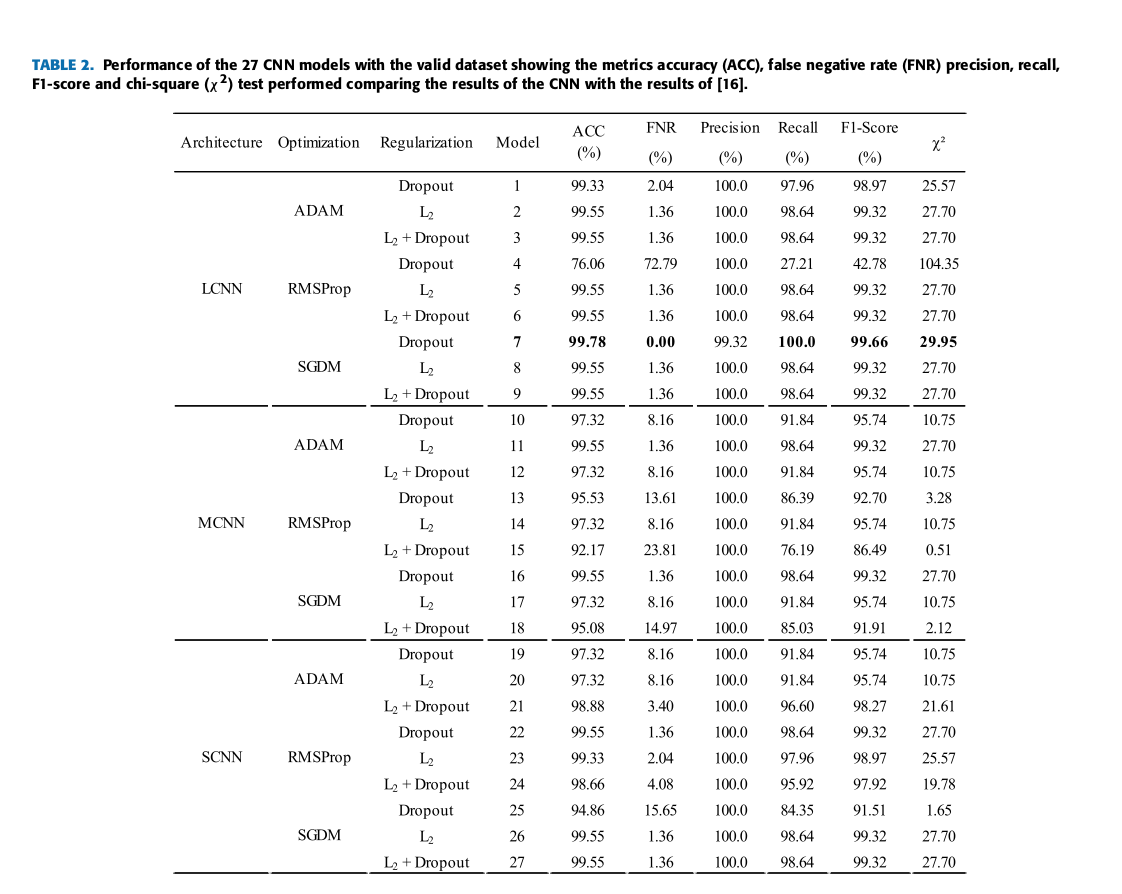 TABLE 2. Performance of the 27 CNN models with the valid dataset showing the metrics accuracy (ACC), false negative rate (FNR) precision, recall,
F1-score and chi-square (χ²) test performed comparing the results of the CNN with the results of [16].
Architecture Optimization Regularization Model ACC (%) FNR (%) Precision (%) Recall (%) F1-Score (%) χ²
Dropout 1 99.33 2.04 100.0 97.96 98.97 25.57
ADAM L₂ 2 99.55 1.36 100.0 98.64 99.32 27.70
L₂ + Dropout 3 99.55 1.36 100.0 98.64 99.32 27.70
Dropout 4 76.06 72.79 100.0 27.21 42.78 104.35
LCNN RMSProp L₂ 5 99.55 1.36 100.0 98.64 99.32 27.70
L₂ + Dropout 6 99.55 1.36 100.0 98.64 99.32 27.70
Dropout 7 99.78 0.00 99.32 100.0 99.66 29.95
SGDM L₂ 8 99.55 1.36 100.0 98.64 99.32 27.70
L₂ + Dropout 9 99.55 1.36 100.0 98.64 99.32 27.70
Dropout 10 97.32 8.16 100.0 91.84 95.74 10.75
ADAM L₂ 11 99.55 1.36 100.0 98.64 99.32 27.70
L₂ + Dropout 12 97.32 8.16 100.0 91.84 95.74 10.75
Dropout 13 95.53 13.61 100.0 86.39 92.70 3.28
MCNN RMSProp L₂ 14 97.32 8.16 100.0 91.84 95.74 10.75
L₂ + Dropout 15 92.17 23.81 100.0 76.19 86.49 0.51
Dropout 16 99.55 1.36 100.0 98.64 99.32 27.70
SGDM L₂ 17 97.32 8.16 100.0 91.84 95.74 10.75
L₂ + Dropout 18 95.08 14.97 100.0 85.03 91.91 2.12
Dropout 19 97.32 8.16 100.0 91.84 95.74 10.75
ADAM L₂ 20 97.32 8.16 100.0 91.84 95.74 10.75
L₂ + Dropout 21 98.88 3.40 100.0 96.60 98.27 21.61
Dropout 22 99.55 1.36 100.0 98.64 99.32 27.70
SCNN RMSProp L₂ 23 99.33 2.04 100.0 97.96 98.97 25.57
L₂ + Dropout 24 98.66 4.08 100.0 95.92 97.92 19.78
Dropout 25 94.86 15.65 100.0 84.35 91.51 1.65
SGDM L₂ 26 99.55 1.36 100.0 98.64 99.32 27.70
L₂ + Dropout 27 99.55 1.36 100.0 98.64 99.32 27.70